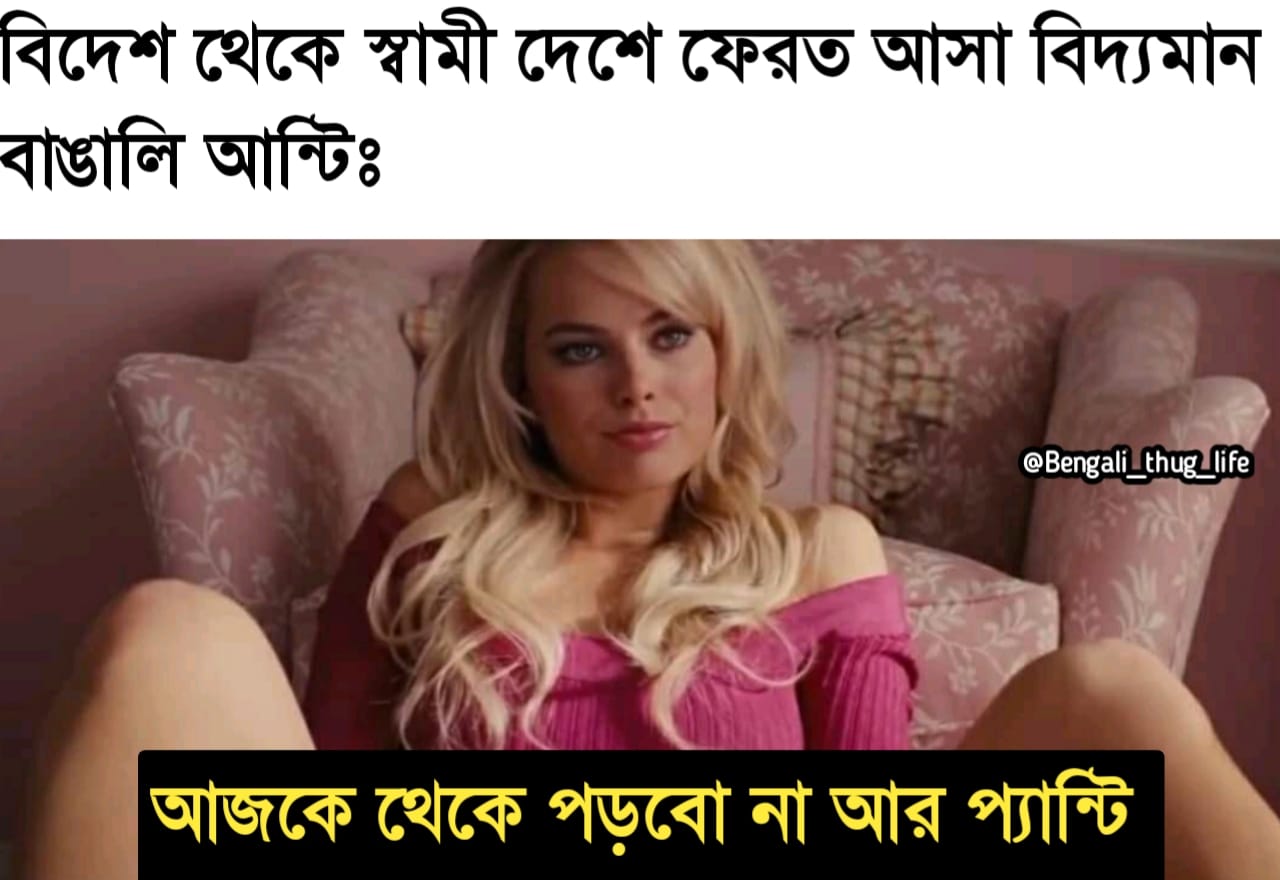 বিদেশ থেকে স্বামী দেশে ফেরত আসা বিদ্যমান
বাঙালি আন্টিঃ
@Bengali_thug_life
আজকে থেকে পড়বো না আর প্যান্টি